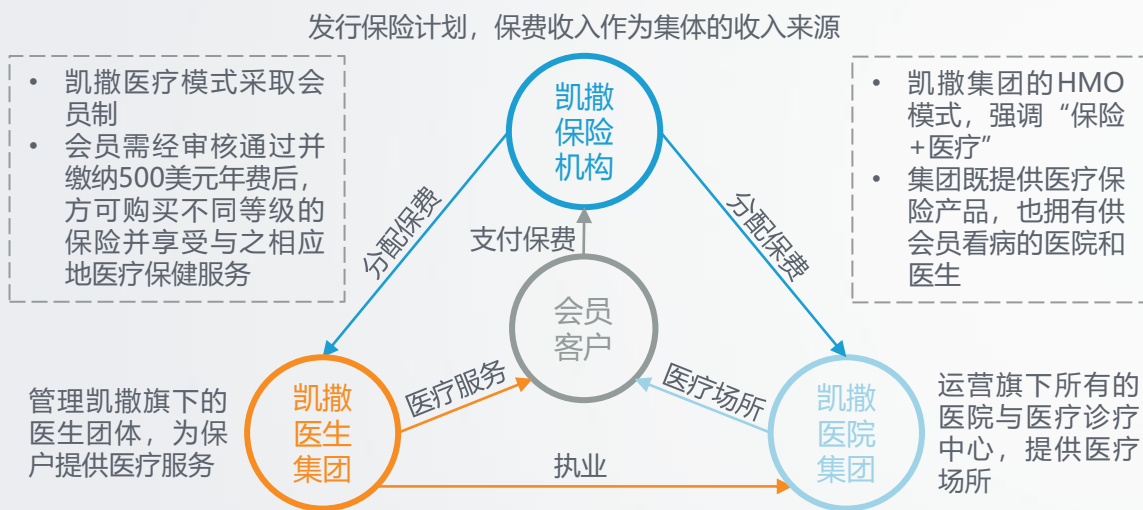 发行保险计划，保费收入作为集体的收入来源
• 凯撒医疗模式采取会
员制
• 会员需经审核通过并
缴纳500美元年费后，
方可购买不同等级的
保险并享受与之相应
地医疗保健服务
凯撒
保险
机构
• 凯撒集团的HMO
模式，强调“保险
+医疗”
• 集团既提供医疗保
险产品，也拥有供
会员看病的医院和
医生
分配保费
支付保费
分配保费
会员
客户
管理凯撒旗下的
医生团体，为保
户提供医疗服务
凯撒
医生
集团
医疗服务
医疗场所
执业
凯撒
医院
集团
运营旗下所有的
医院与医疗诊疗
中心，提供医疗
场所